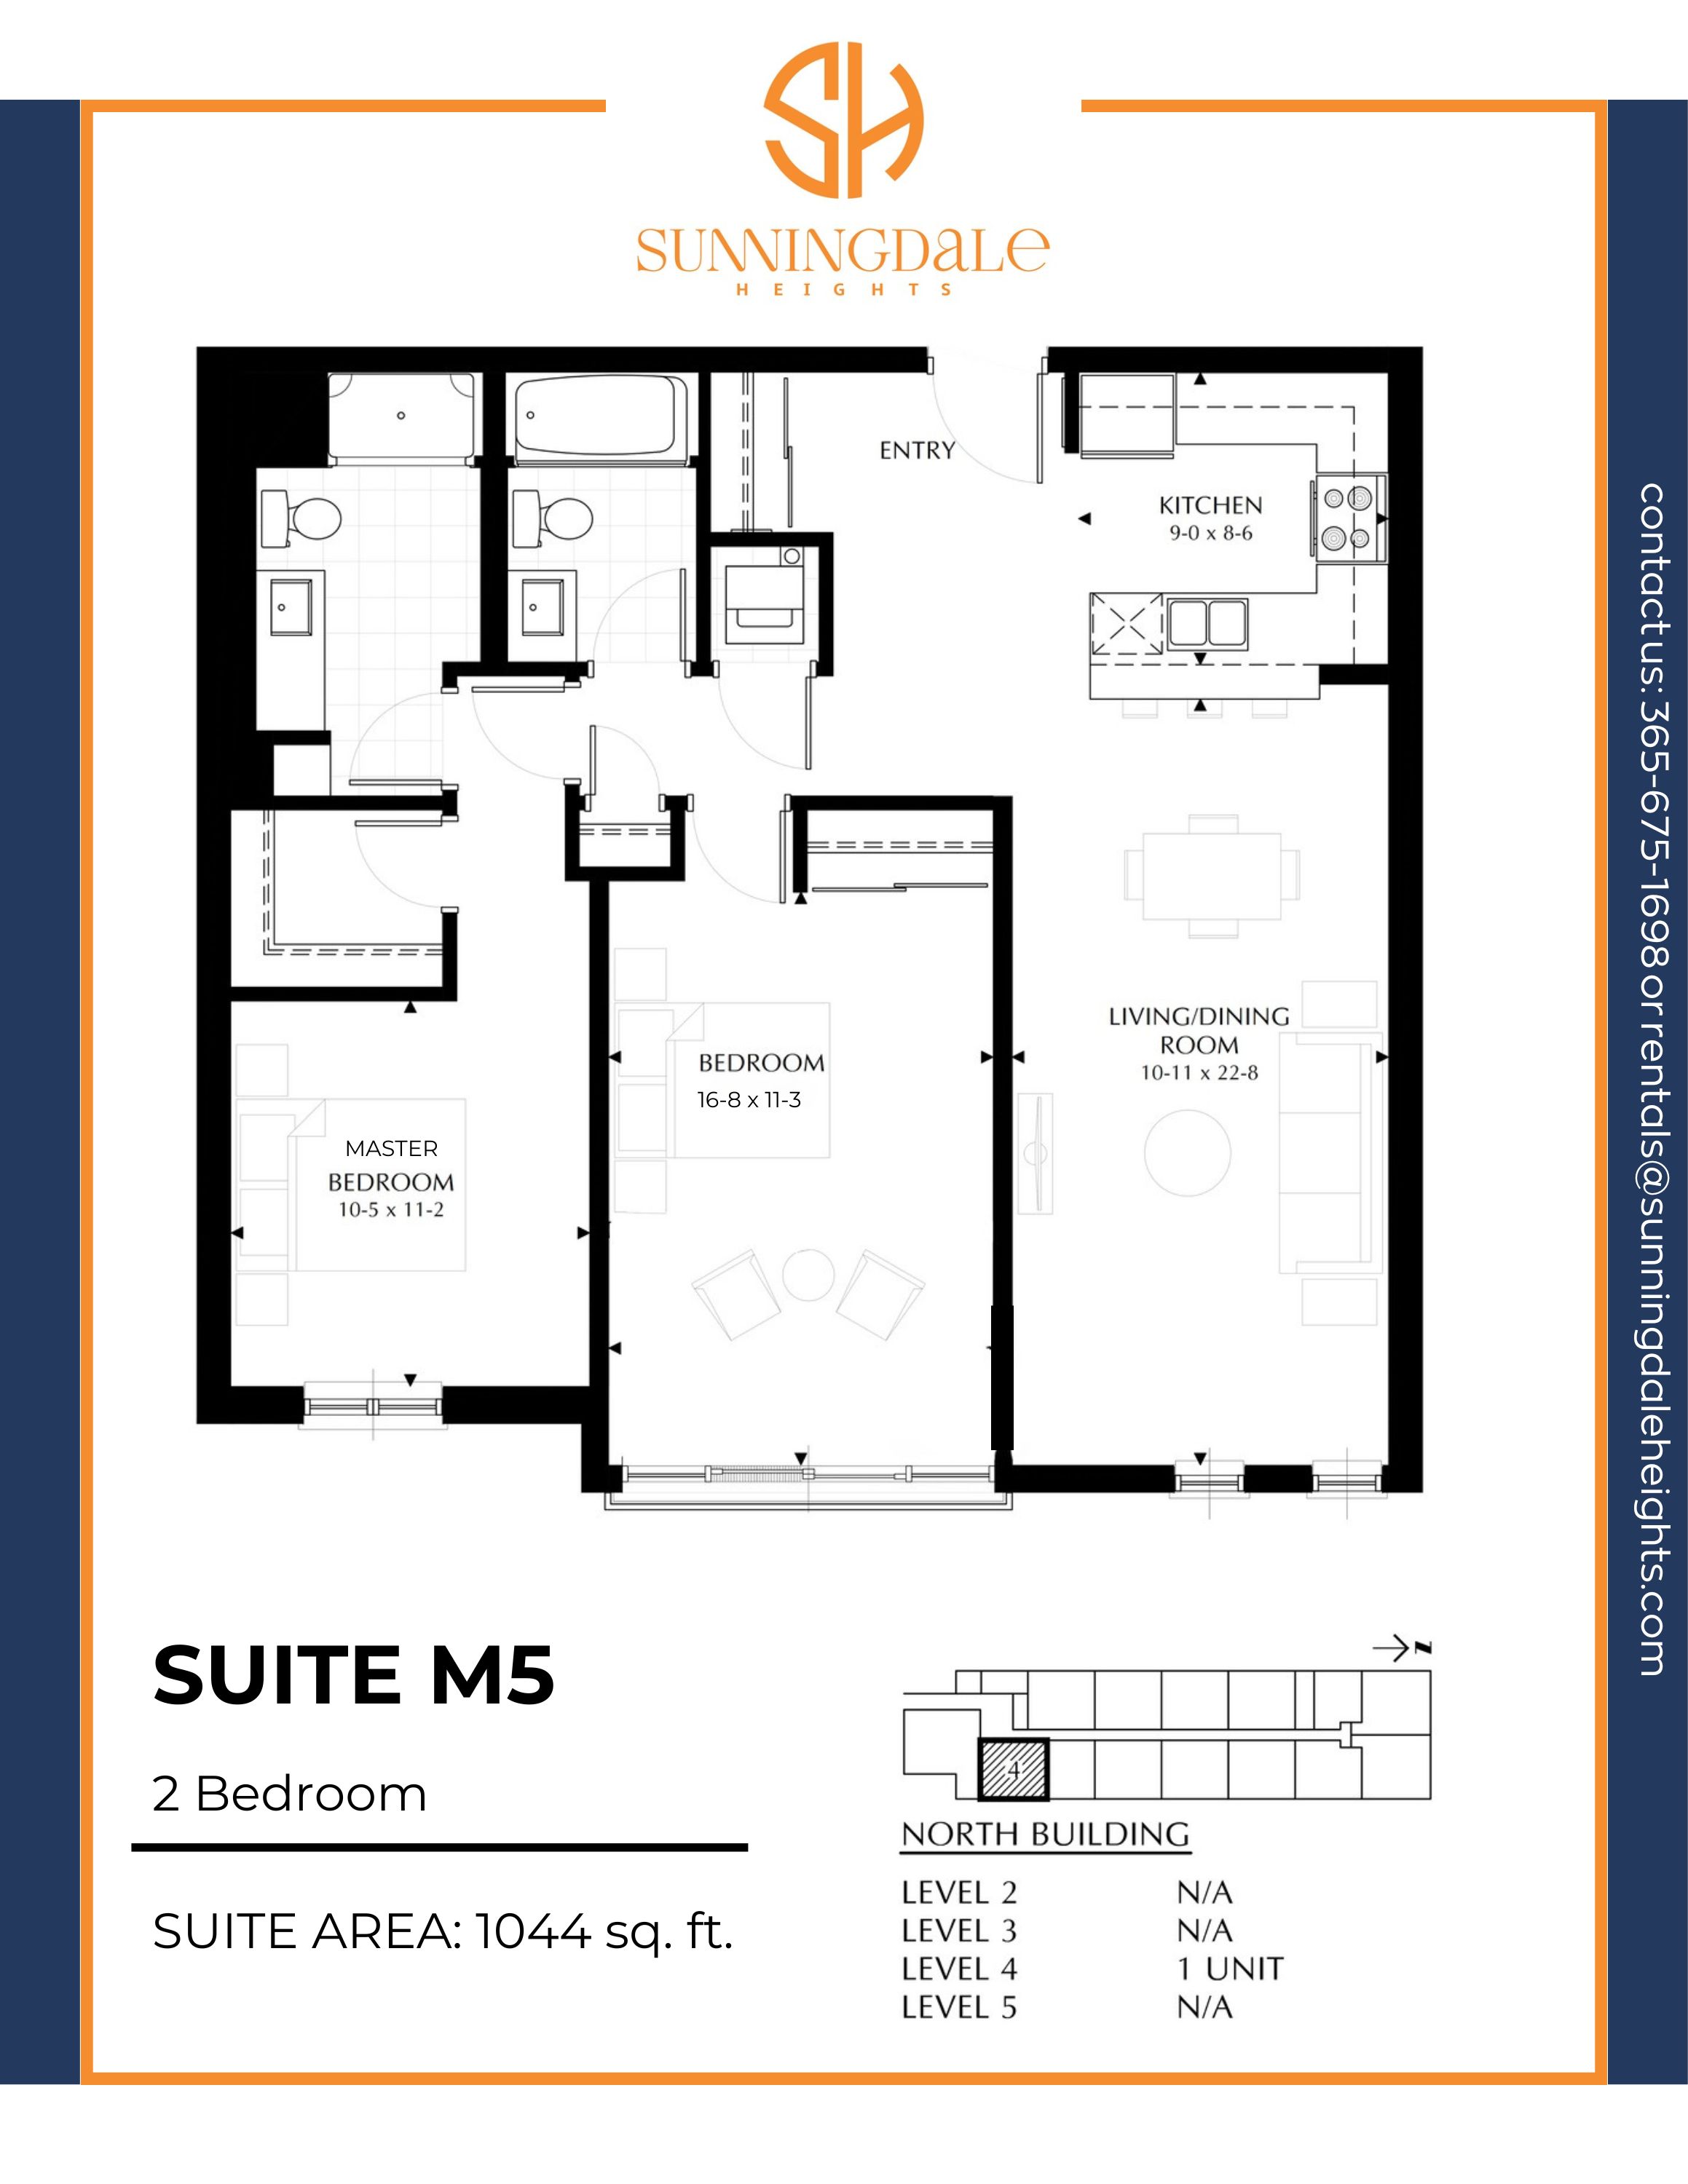 SUNNINGDaLe
HEIGHTS
ENTRY
KITCHEN
9-0 x 8-6
LIVING/DINING
ROOM
10-11 x 22-8
BEDROOM
16-8 x 11-3
MASTER
BEDROOM
10-5 x 11-2
contact us: 365-675-1698 or rentals@sunningdaleheights.com
SUITE M5
2 Bedroom
SUITE AREA: 1044 sq. ft.
N
4
NORTH BUILDING
LEVEL 2 N/A
LEVEL 3 N/A
LEVEL 4 1 UNIT
LEVEL 5 N/A